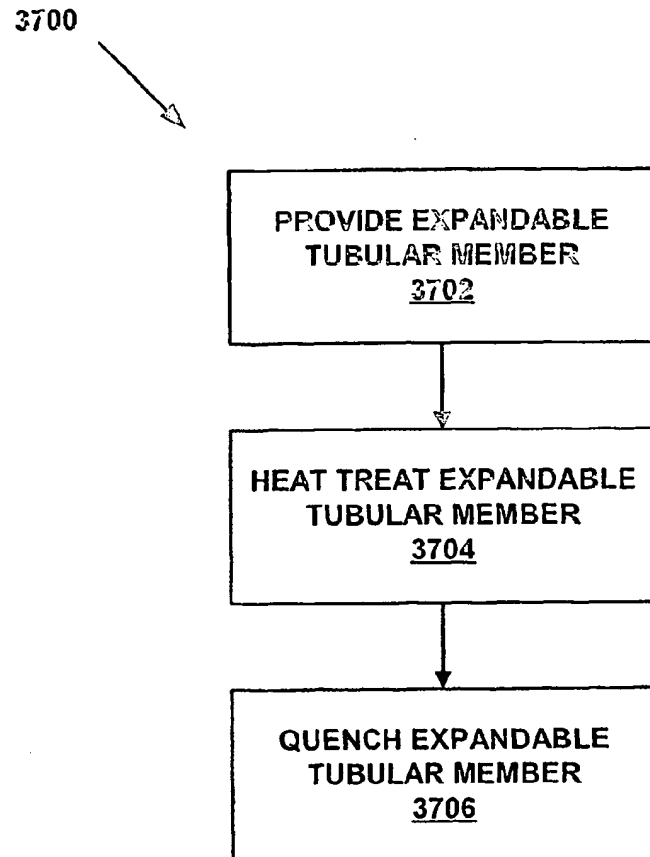 3700
PROVIDE EXPANDABLE
TUBULAR MEMBER
3702
HEAT TREAT EXPANDABLE
TUBULAR MEMBER
3704
QUENCH EXPANDABLE
TUBULAR MEMBER
3706